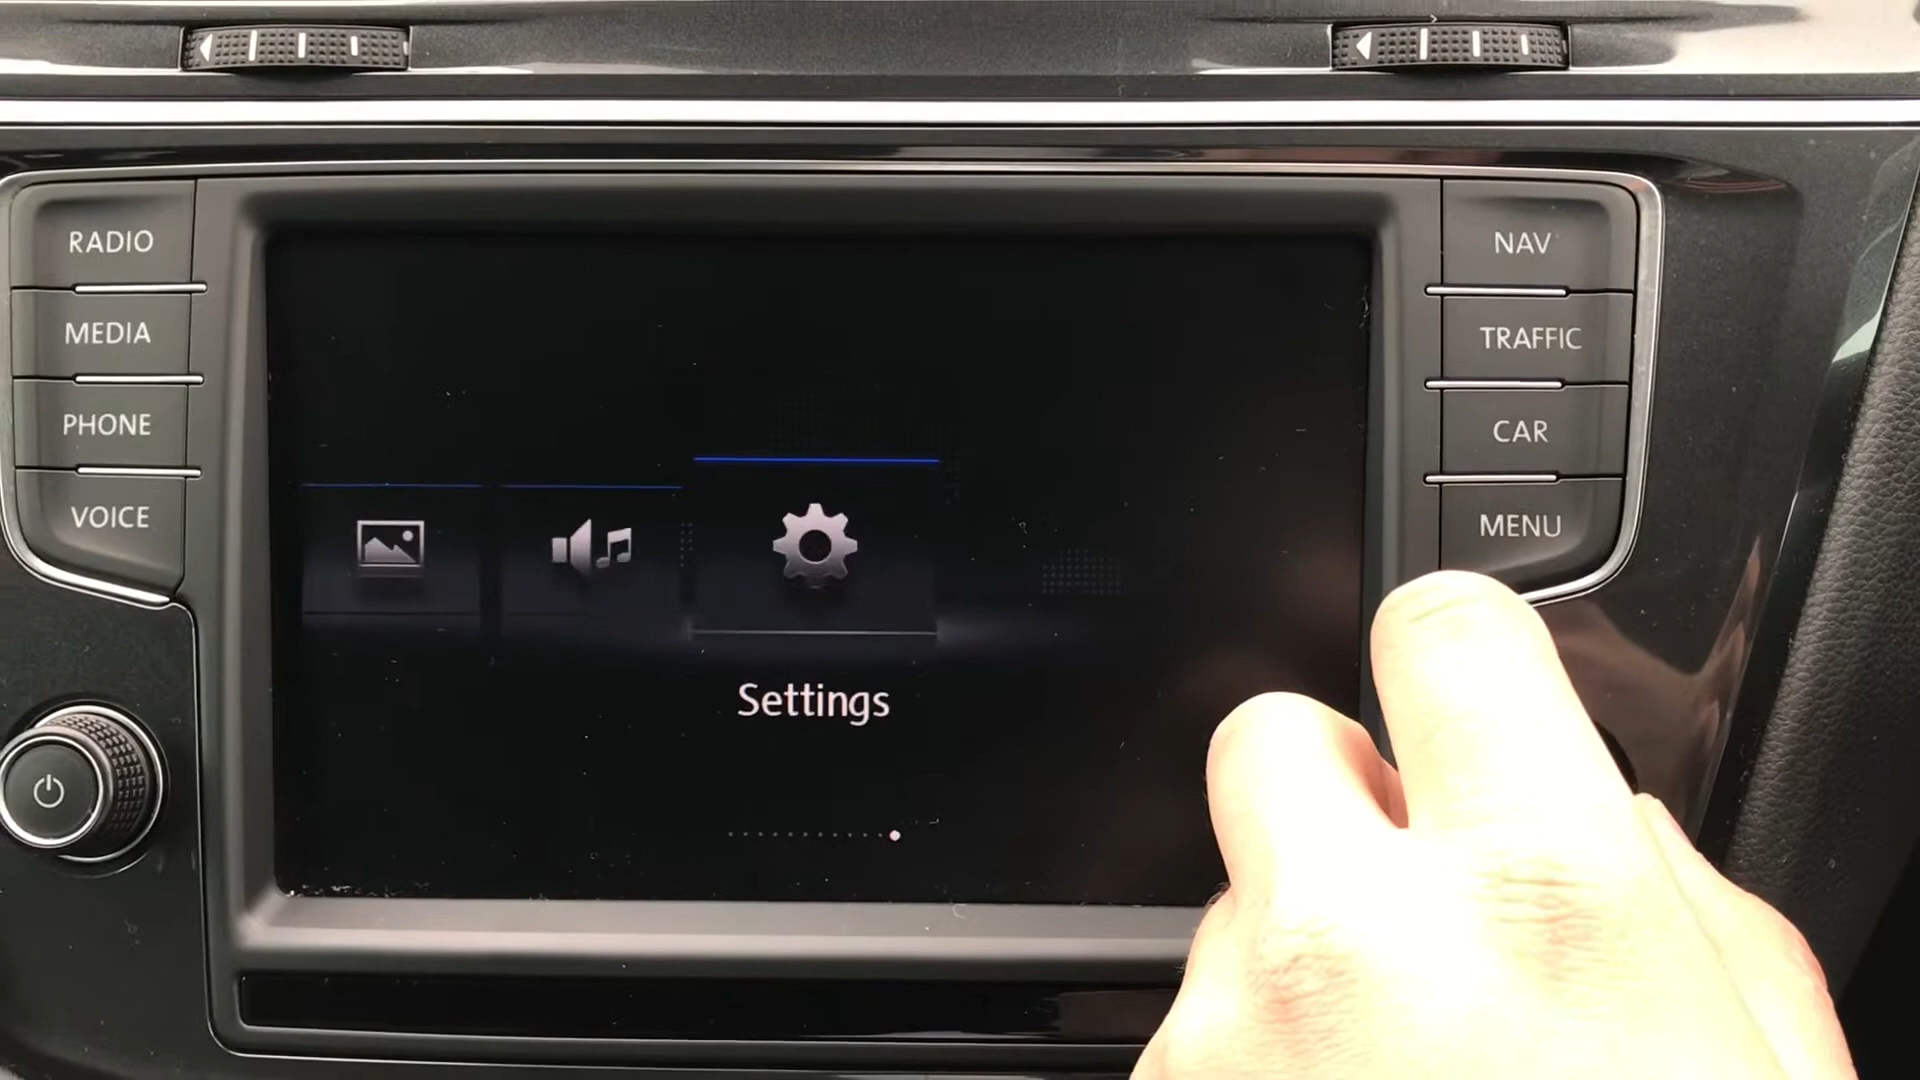 RADIO
MEDIA
PHONE
VOICE
NAV
TRAFFIC
CAR
MENU
Settings